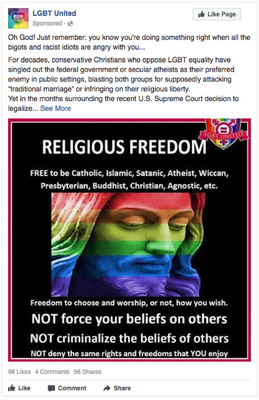 LGBT United
Like Page
Sponsored ·
Oh God! Just remember: you know you're doing something right when all the
bigots and racist idiots are angry with you...
For decades, conservative Christians who oppose LGBT equality have
singled out the federal government or secular atheists as their preferred
enemy in public settings, blasting both groups for supposedly attacking
"traditional marriage" or infringing on their religious liberty.
Yet in the months surrounding the recent U.S. Supreme Court decision to
legalize... See More
RELIGIOUS FREEDOM
LGBT UNITED
FREE to be Catholic, Islamic, Satanic, Atheist, Wiccan,
Presbyterian, Buddhist, Christian, Agnostic, etc.
Freedom to choose and worship, or not, how you wish.
NOT force your beliefs on others
NOT criminalize the beliefs of others
NOT deny the same rights and freedoms that YOU enjoy
96 Likes 4 Comments 56 Shares
Like Comment Share